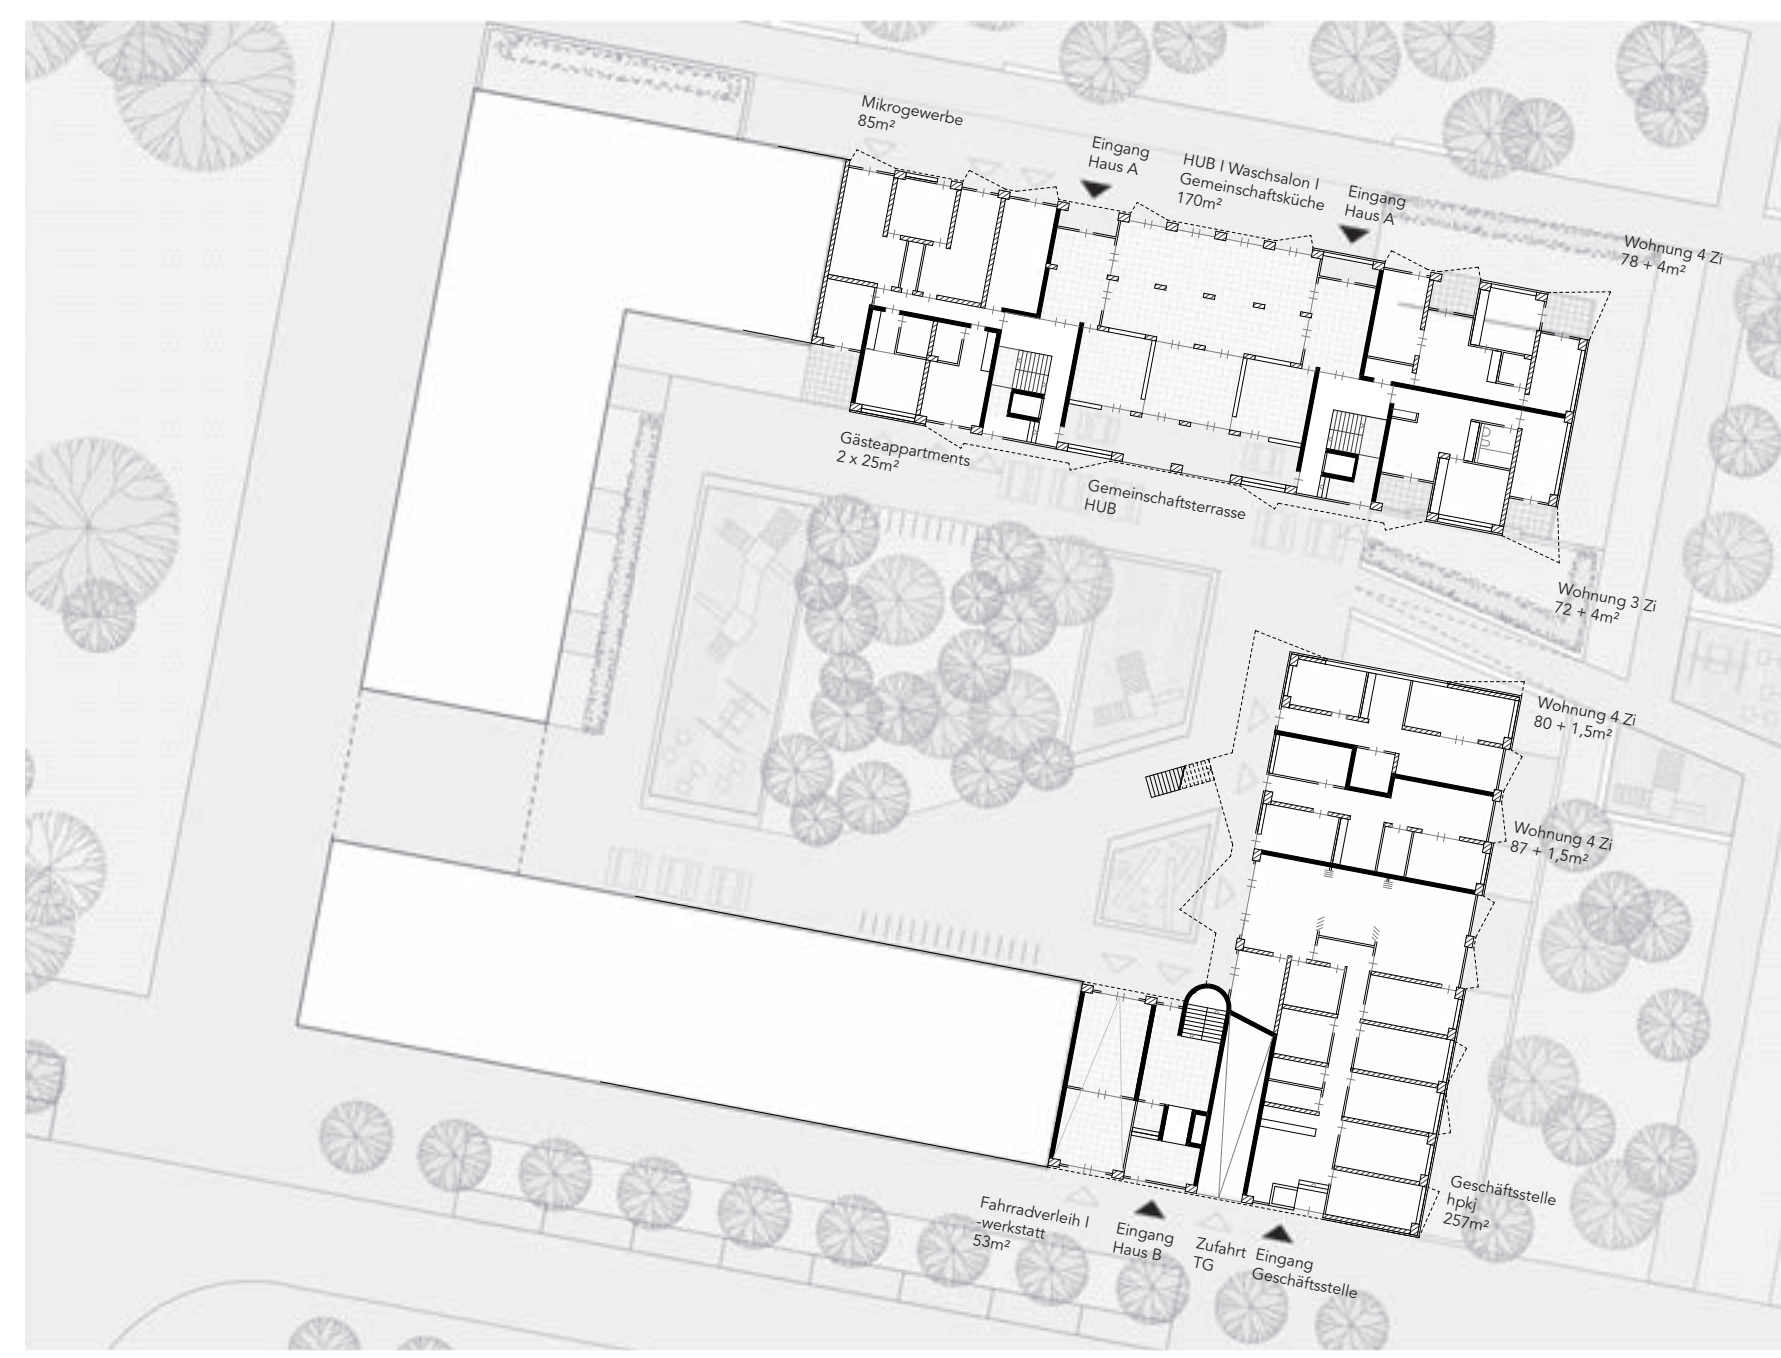 Mikrogewerbe
85m²
Eingang
Haus A
HUB I Waschsalon I
Gemeinschaftsküche
170m²
Eingang
Haus A
Wohnung 4 Zi
78 + 4m²
Gästeappartments
2 x 25m²
Gemeinschaftsterrasse
HUB
Wohnung 3 Zi
72 + 4m²
Wohnung 4 Zi
80 + 1,5m²
Wohnung 4 Zi
87 + 1,5m²
Geschäftsstelle
hpkj
257m²
Fahrradverleih I
-werkstatt
53m²
Eingang
Haus B
Zufahrt
TG
Eingang
Geschäftsstelle